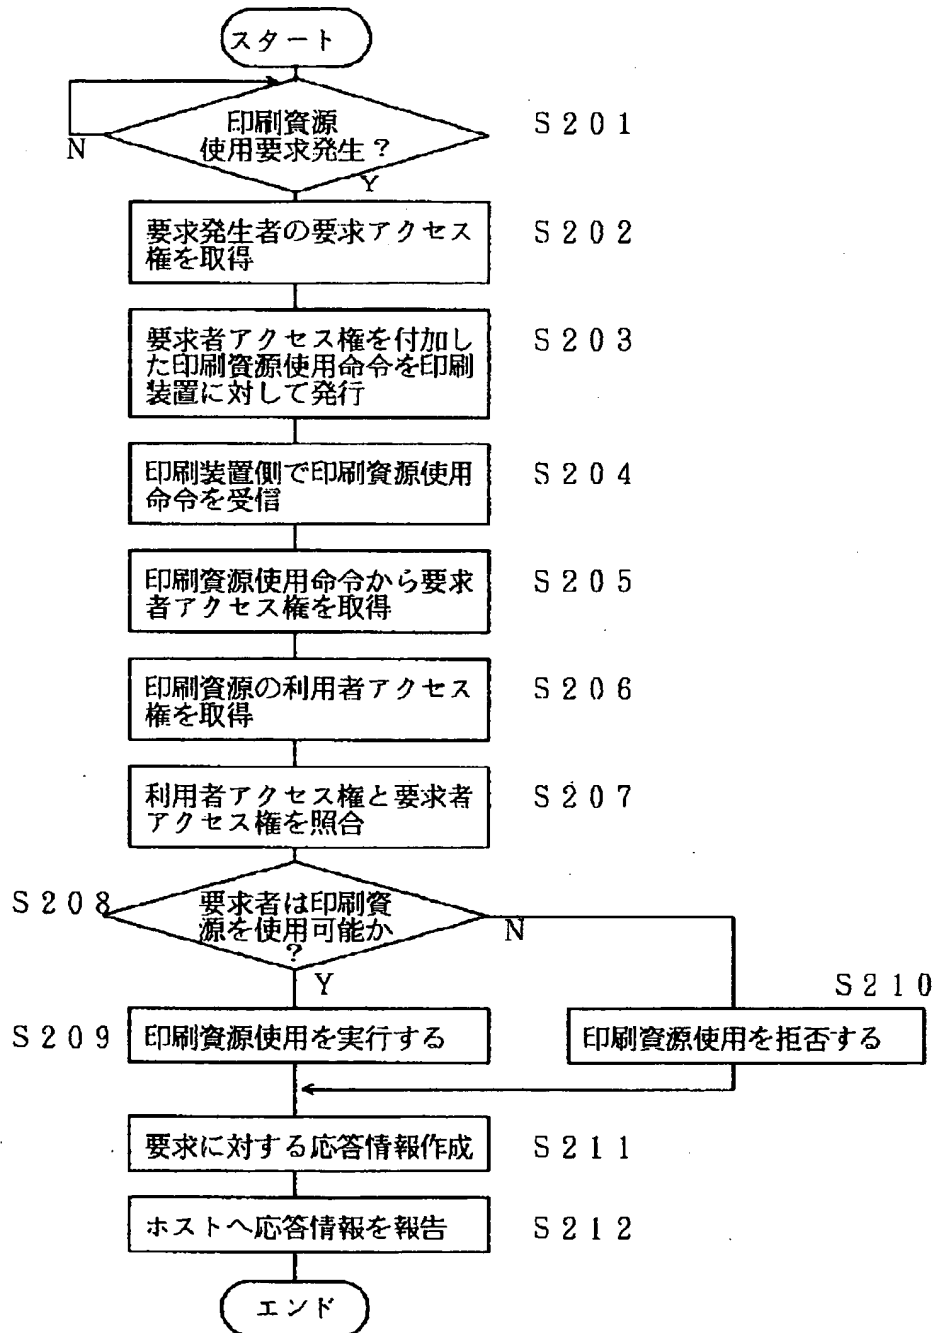 スタート
印刷資源
使用要求発生?
S201
N
Y
要求発生者の要求アクセス
権を取得
S202
要求者アクセス権を付加し
た印刷資源使用命令を印刷
装置に対して発行
S203
印刷装置側で印刷資源使用
命令を受信
S204
印刷資源使用命令から要求
者アクセス権を取得
S205
印刷資源の利用者アクセス
権を取得
S206
利用者アクセス権と要求者
アクセス権を照合
S207
S208
要求者は印刷資
源を使用可能か
?
N
Y
S210
S209
印刷資源使用を実行する
印刷資源使用を拒否する
要求に対する応答情報作成
S211
ホストへ応答情報を報告
S212
エンド